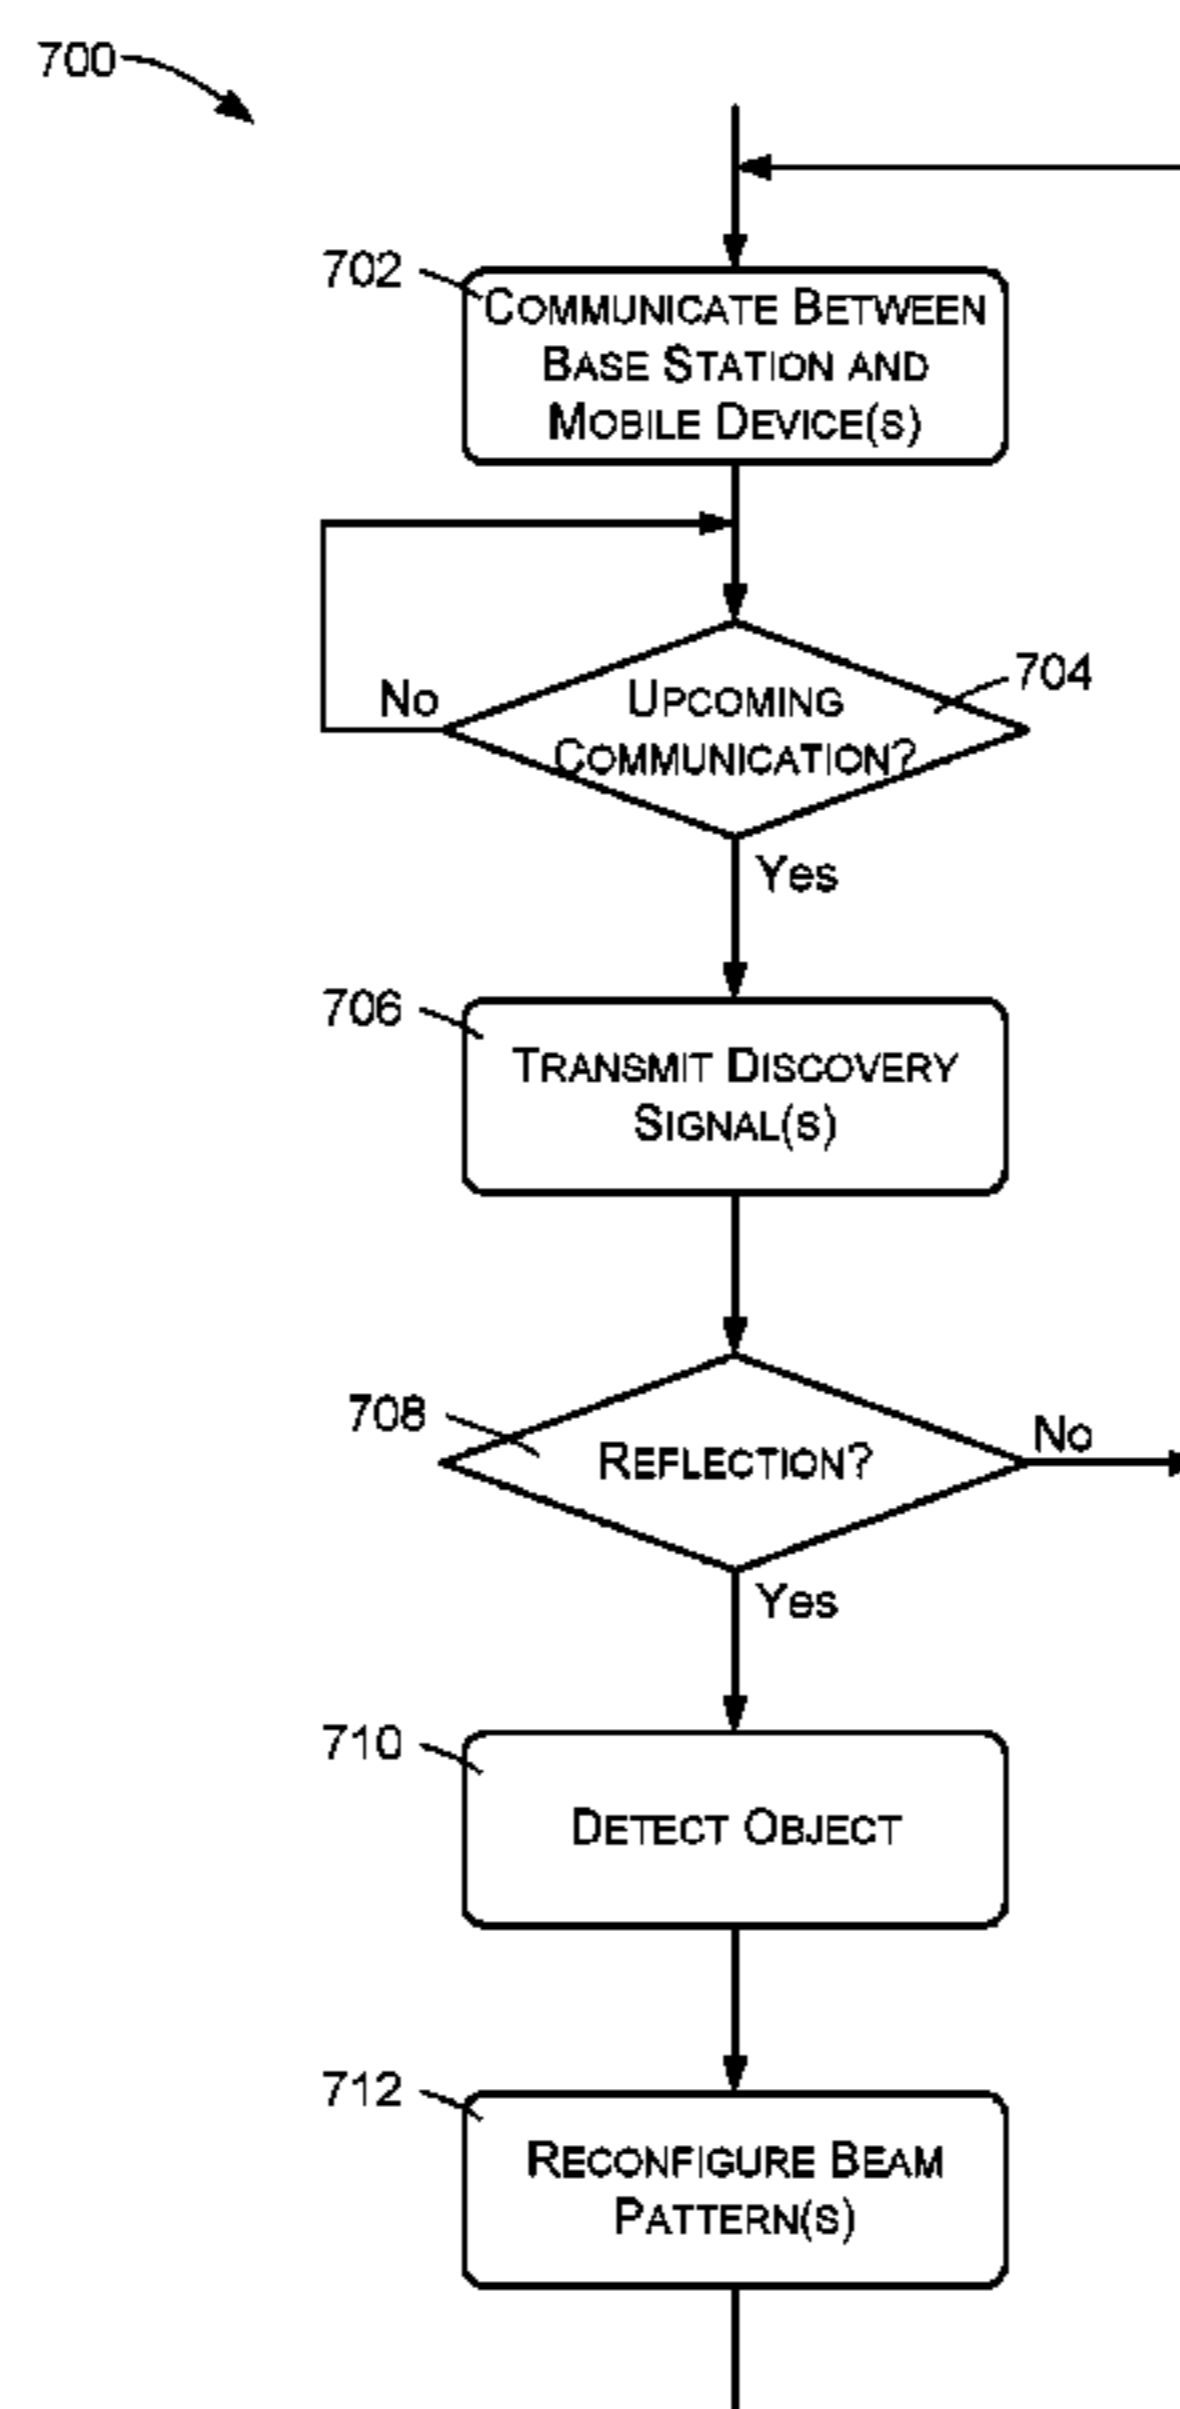 700
702
COMMUNICATE BETWEEN
BASE STATION AND
MOBILE DEVICE(S)
704
No
UPCOMING
COMMUNICATION?
Yes
706
TRANSMIT DISCOVERY
SIGNAL(S)
708
REFLECTION?
No
Yes
710
DETECT OBJECT
712
RECONFIGURE BEAM
PATTERN(S)